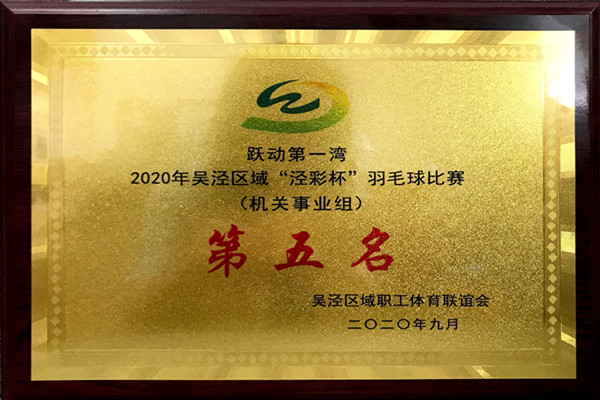 跃动第一湾
2020年吴泾区域“泾彩杯”羽毛球比赛
（机关事业组）
第五名
吴泾区域职工体育联谊会
二〇二〇年九月